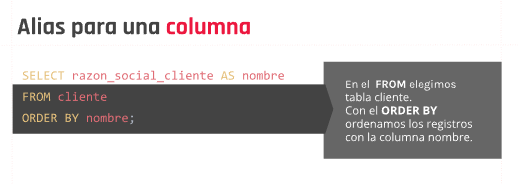 Alias para una columna
SELECT razon_social_cliente AS nombre
FROM cliente
ORDER BY nombre;
En el FROM elegimos
tabla cliente.
Con el ORDER BY
ordenamos los registros
con la columna nombre.